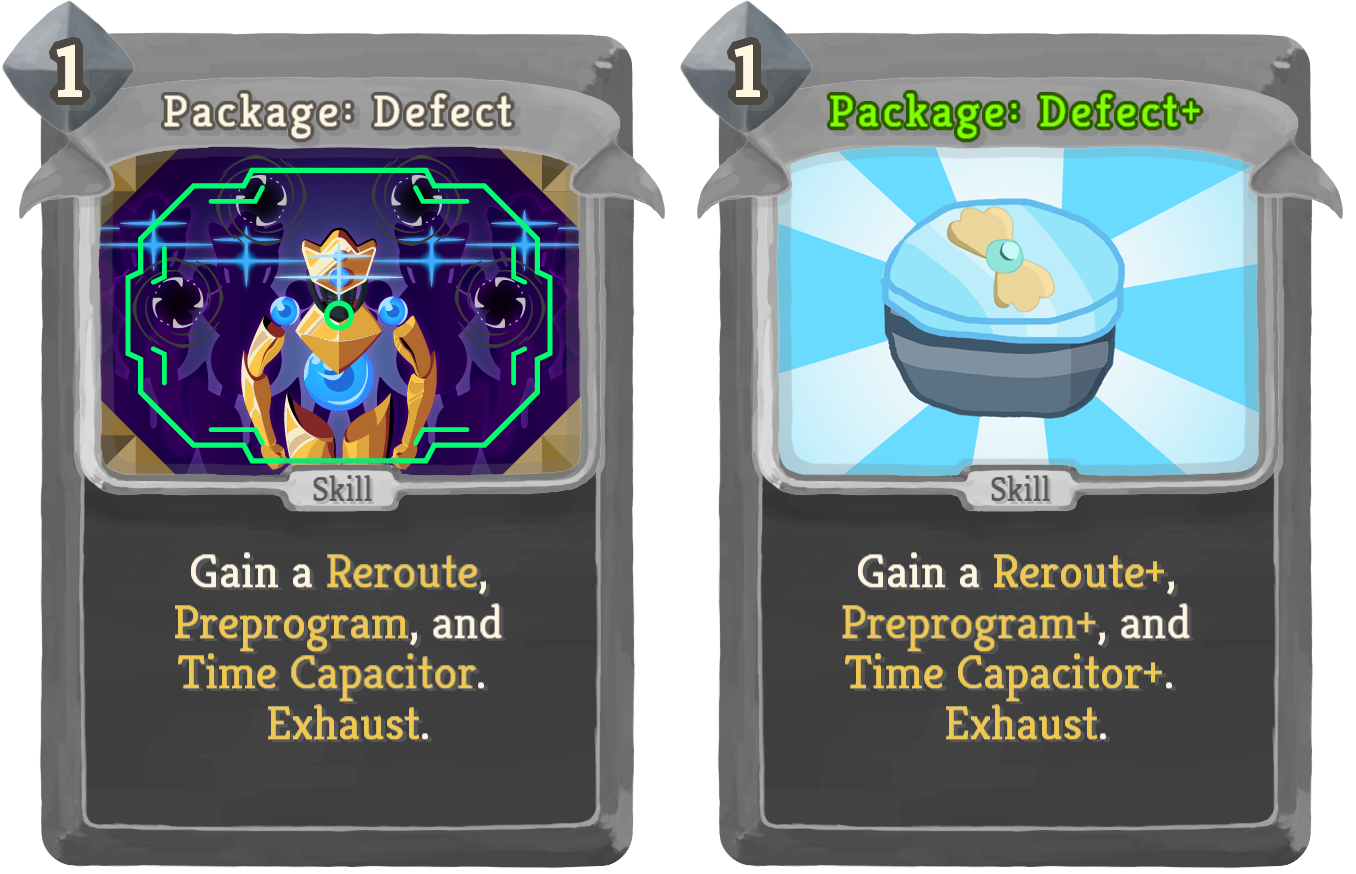 1
Package: Defect
Skill
Gain a Reroute,
Preprogram, and
Time Capacitor.
Exhaust.
1
Package: Defect+
Skill
Gain a Reroute+,
Preprogram+, and
Time Capacitor+.
Exhaust.